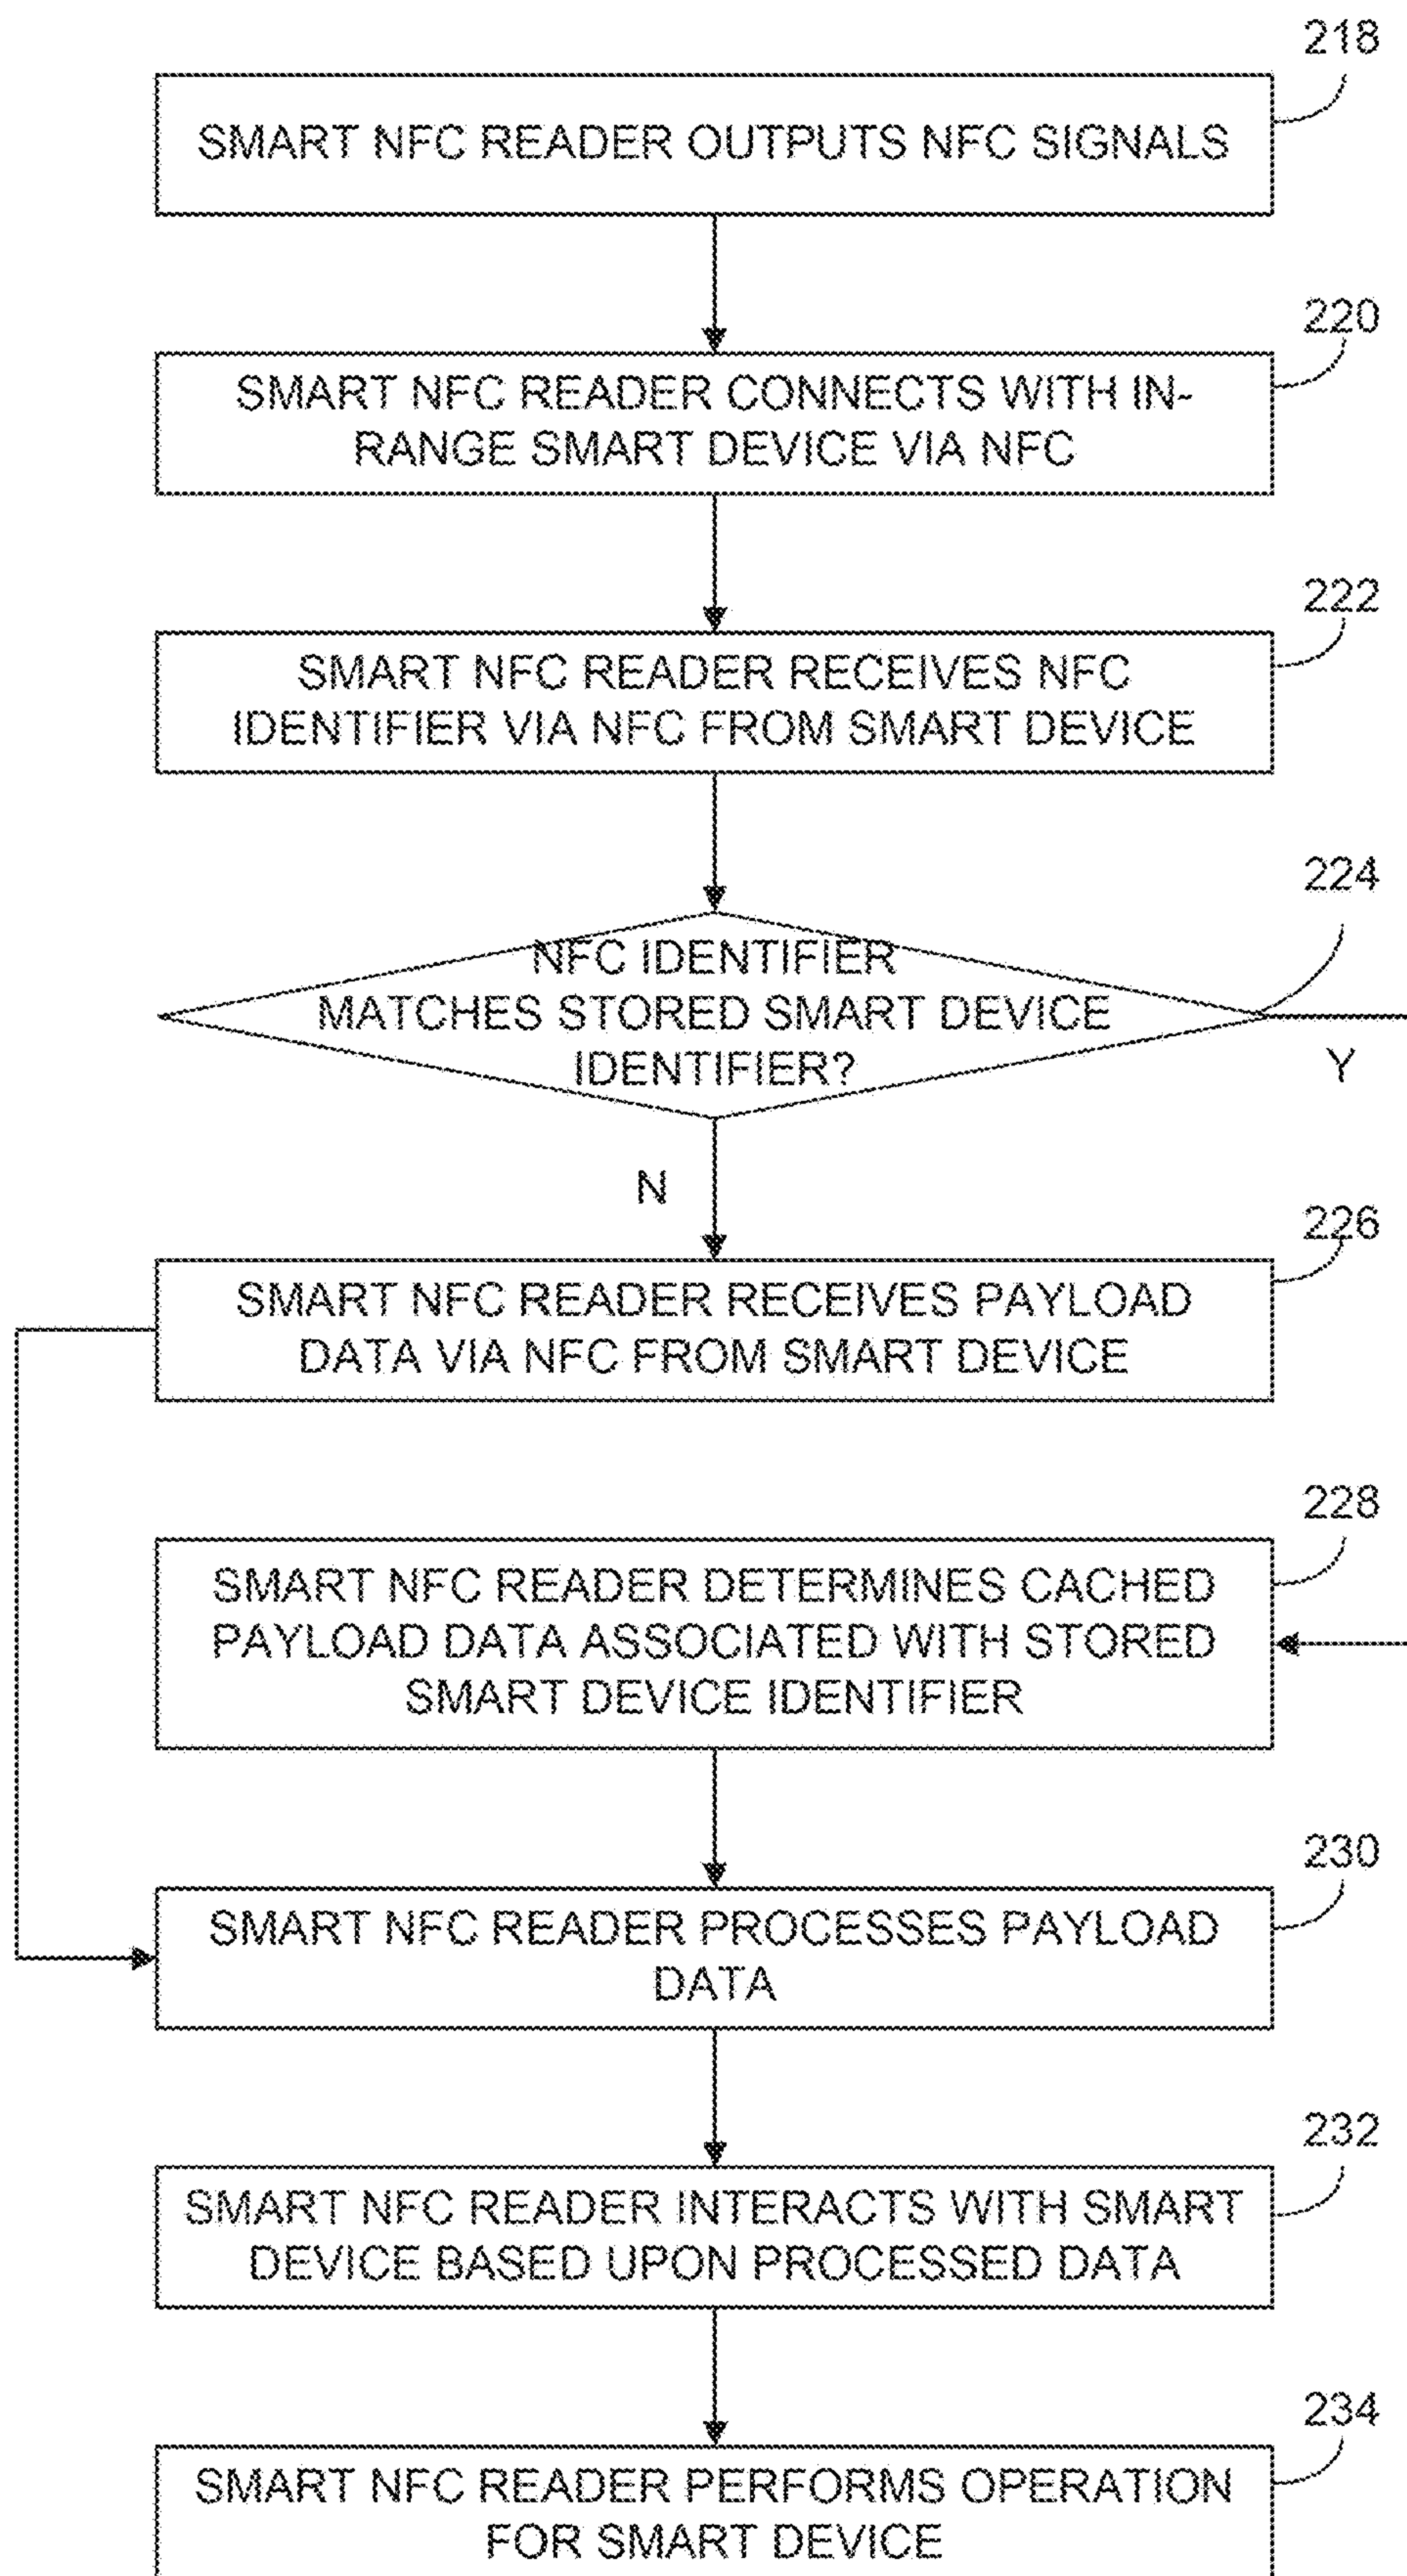 218
SMART NFC READER OUTPUTS NFC SIGNALS
220
SMART NFC READER CONNECTS WITH IN-
RANGE SMART DEVICE VIA NFC
222
SMART NFC READER RECEIVES NFC
IDENTIFIER VIA NFC FROM SMART DEVICE
224
NFC IDENTIFIER
MATCHES STORED SMART DEVICE
IDENTIFIER?
Y
N
226
SMART NFC READER RECEIVES PAYLOAD
DATA VIA NFC FROM SMART DEVICE
228
SMART NFC READER DETERMINES CACHED
PAYLOAD DATA ASSOCIATED WITH STORED
SMART DEVICE IDENTIFIER
230
SMART NFC READER PROCESSES PAYLOAD
DATA
232
SMART NFC READER INTERACTS WITH SMART
DEVICE BASED UPON PROCESSED DATA
234
SMART NFC READER PERFORMS OPERATION
FOR SMART DEVICE